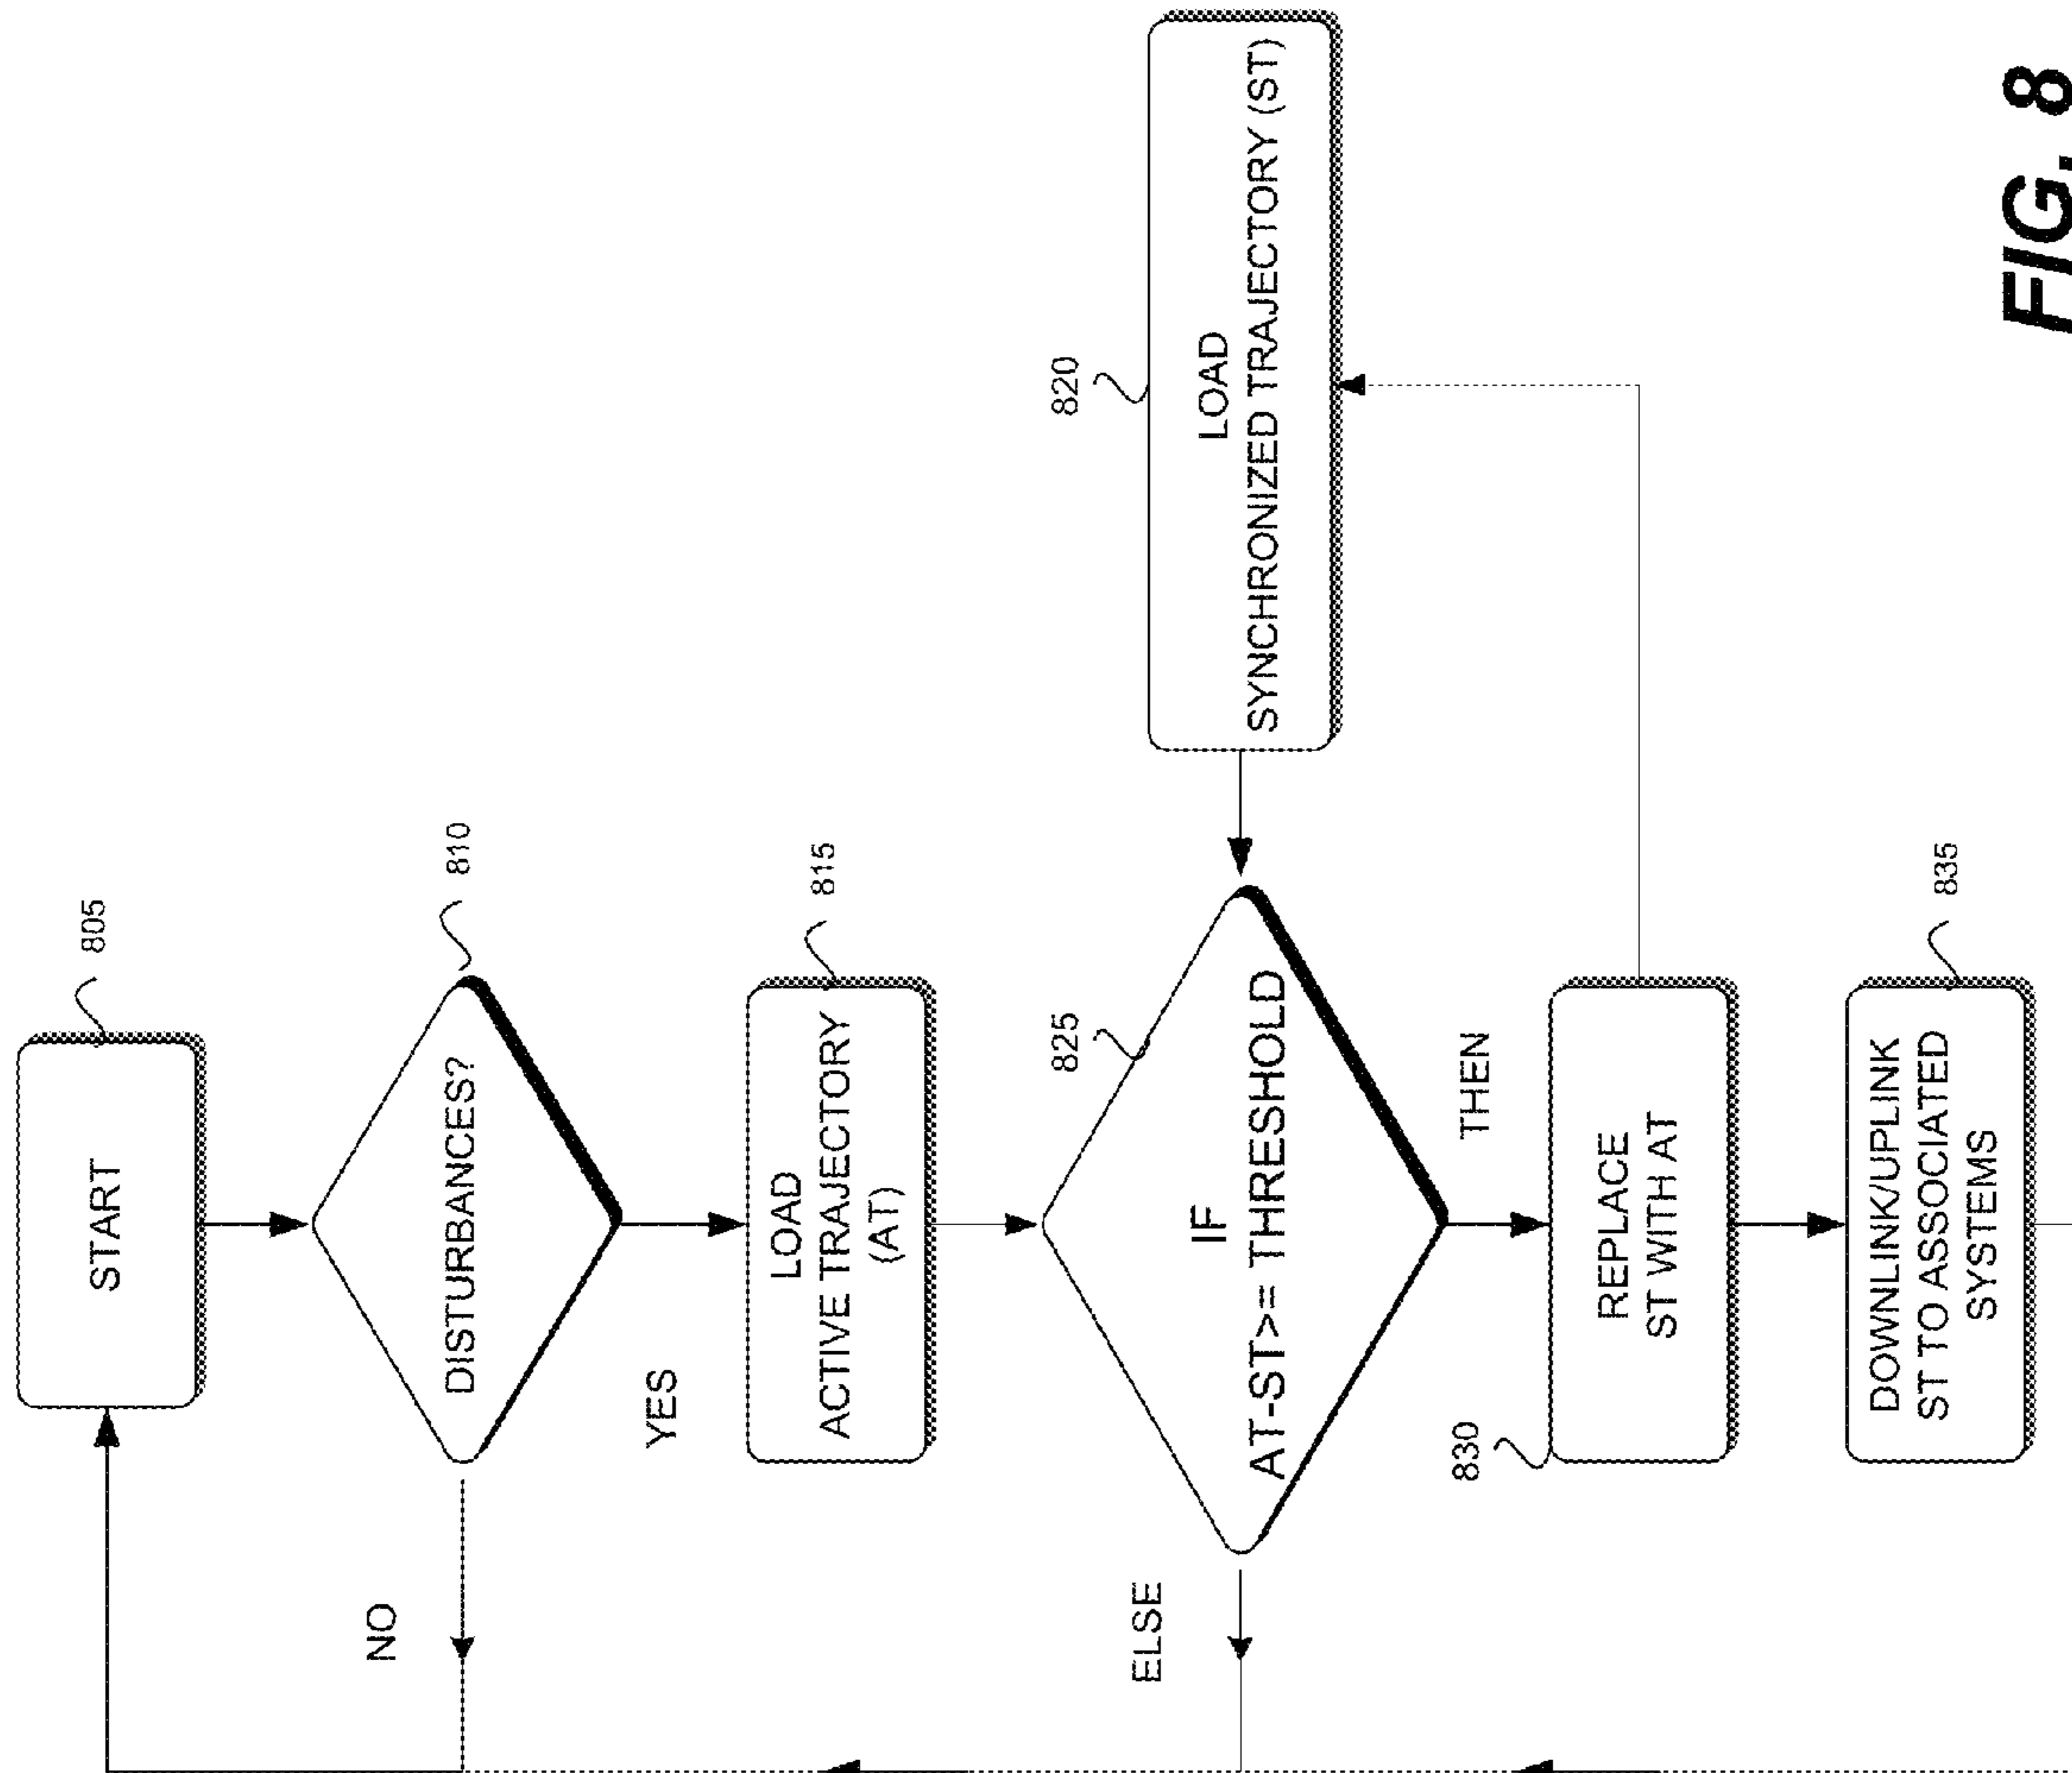 805
START
810
DISTURBANCES?
NO
YES
815
LOAD
ACTIVE TRAJECTORY
(AT)
820
LOAD
SYNCHRONIZED TRAJECTORY (ST)
825
IF
AT-ST>= THRESHOLD
ELSE
THEN
830
REPLACE
ST WITH AT
835
DOWNLINK/UPLINK
ST TO ASSOCIATED
SYSTEMS
FIG. 8